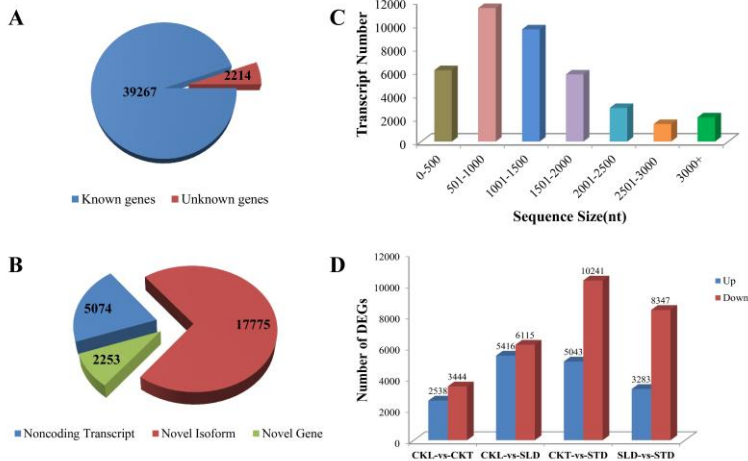 A
39267
2214
Known genes
Unknown genes
B
5074
2253
17775
Noncoding Transcript
Novel Isoform
Novel Gene
C
Transcript Number
12000
10000
8000
6000
4000
2000
0
0-500
501-1000
1001-1500
1501-2000
2001-2500
2501-3000
3000+
Sequence Size(nt)
D
Number of DEGs
12000
10000
8000
6000
4000
2000
0
2538
3444
5416
6115
5043
10241
3283
8347
Up
Down
CKL-vs-CKT
CKL-vs-SLD
CKT-vs-STD
SLD-vs-STD